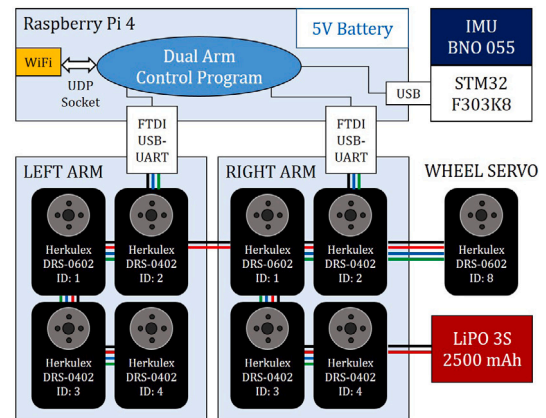 Raspberry Pi 4
5V Battery
IMU
BNO 055
WiFi
UDP
Socket
Dual Arm
Control Program
USB
STM32
F303K8
FTDI
USB-
UART
FTDI
USB-
UART
LEFT ARM
RIGHT ARM
WHEEL SERVO
Herkulex
DRS-0602
ID: 1
Herkulex
DRS-0402
ID: 2
Herkulex
DRS-0602
ID: 1
Herkulex
DRS-0402
ID: 2
Herkulex
DRS-0602
ID: 8
Herkulex
DRS-0402
ID: 3
Herkulex
DRS-0402
ID: 4
Herkulex
DRS-0402
ID: 3
Herkulex
DRS-0402
ID: 4
LiPO 3S
2500 mAh